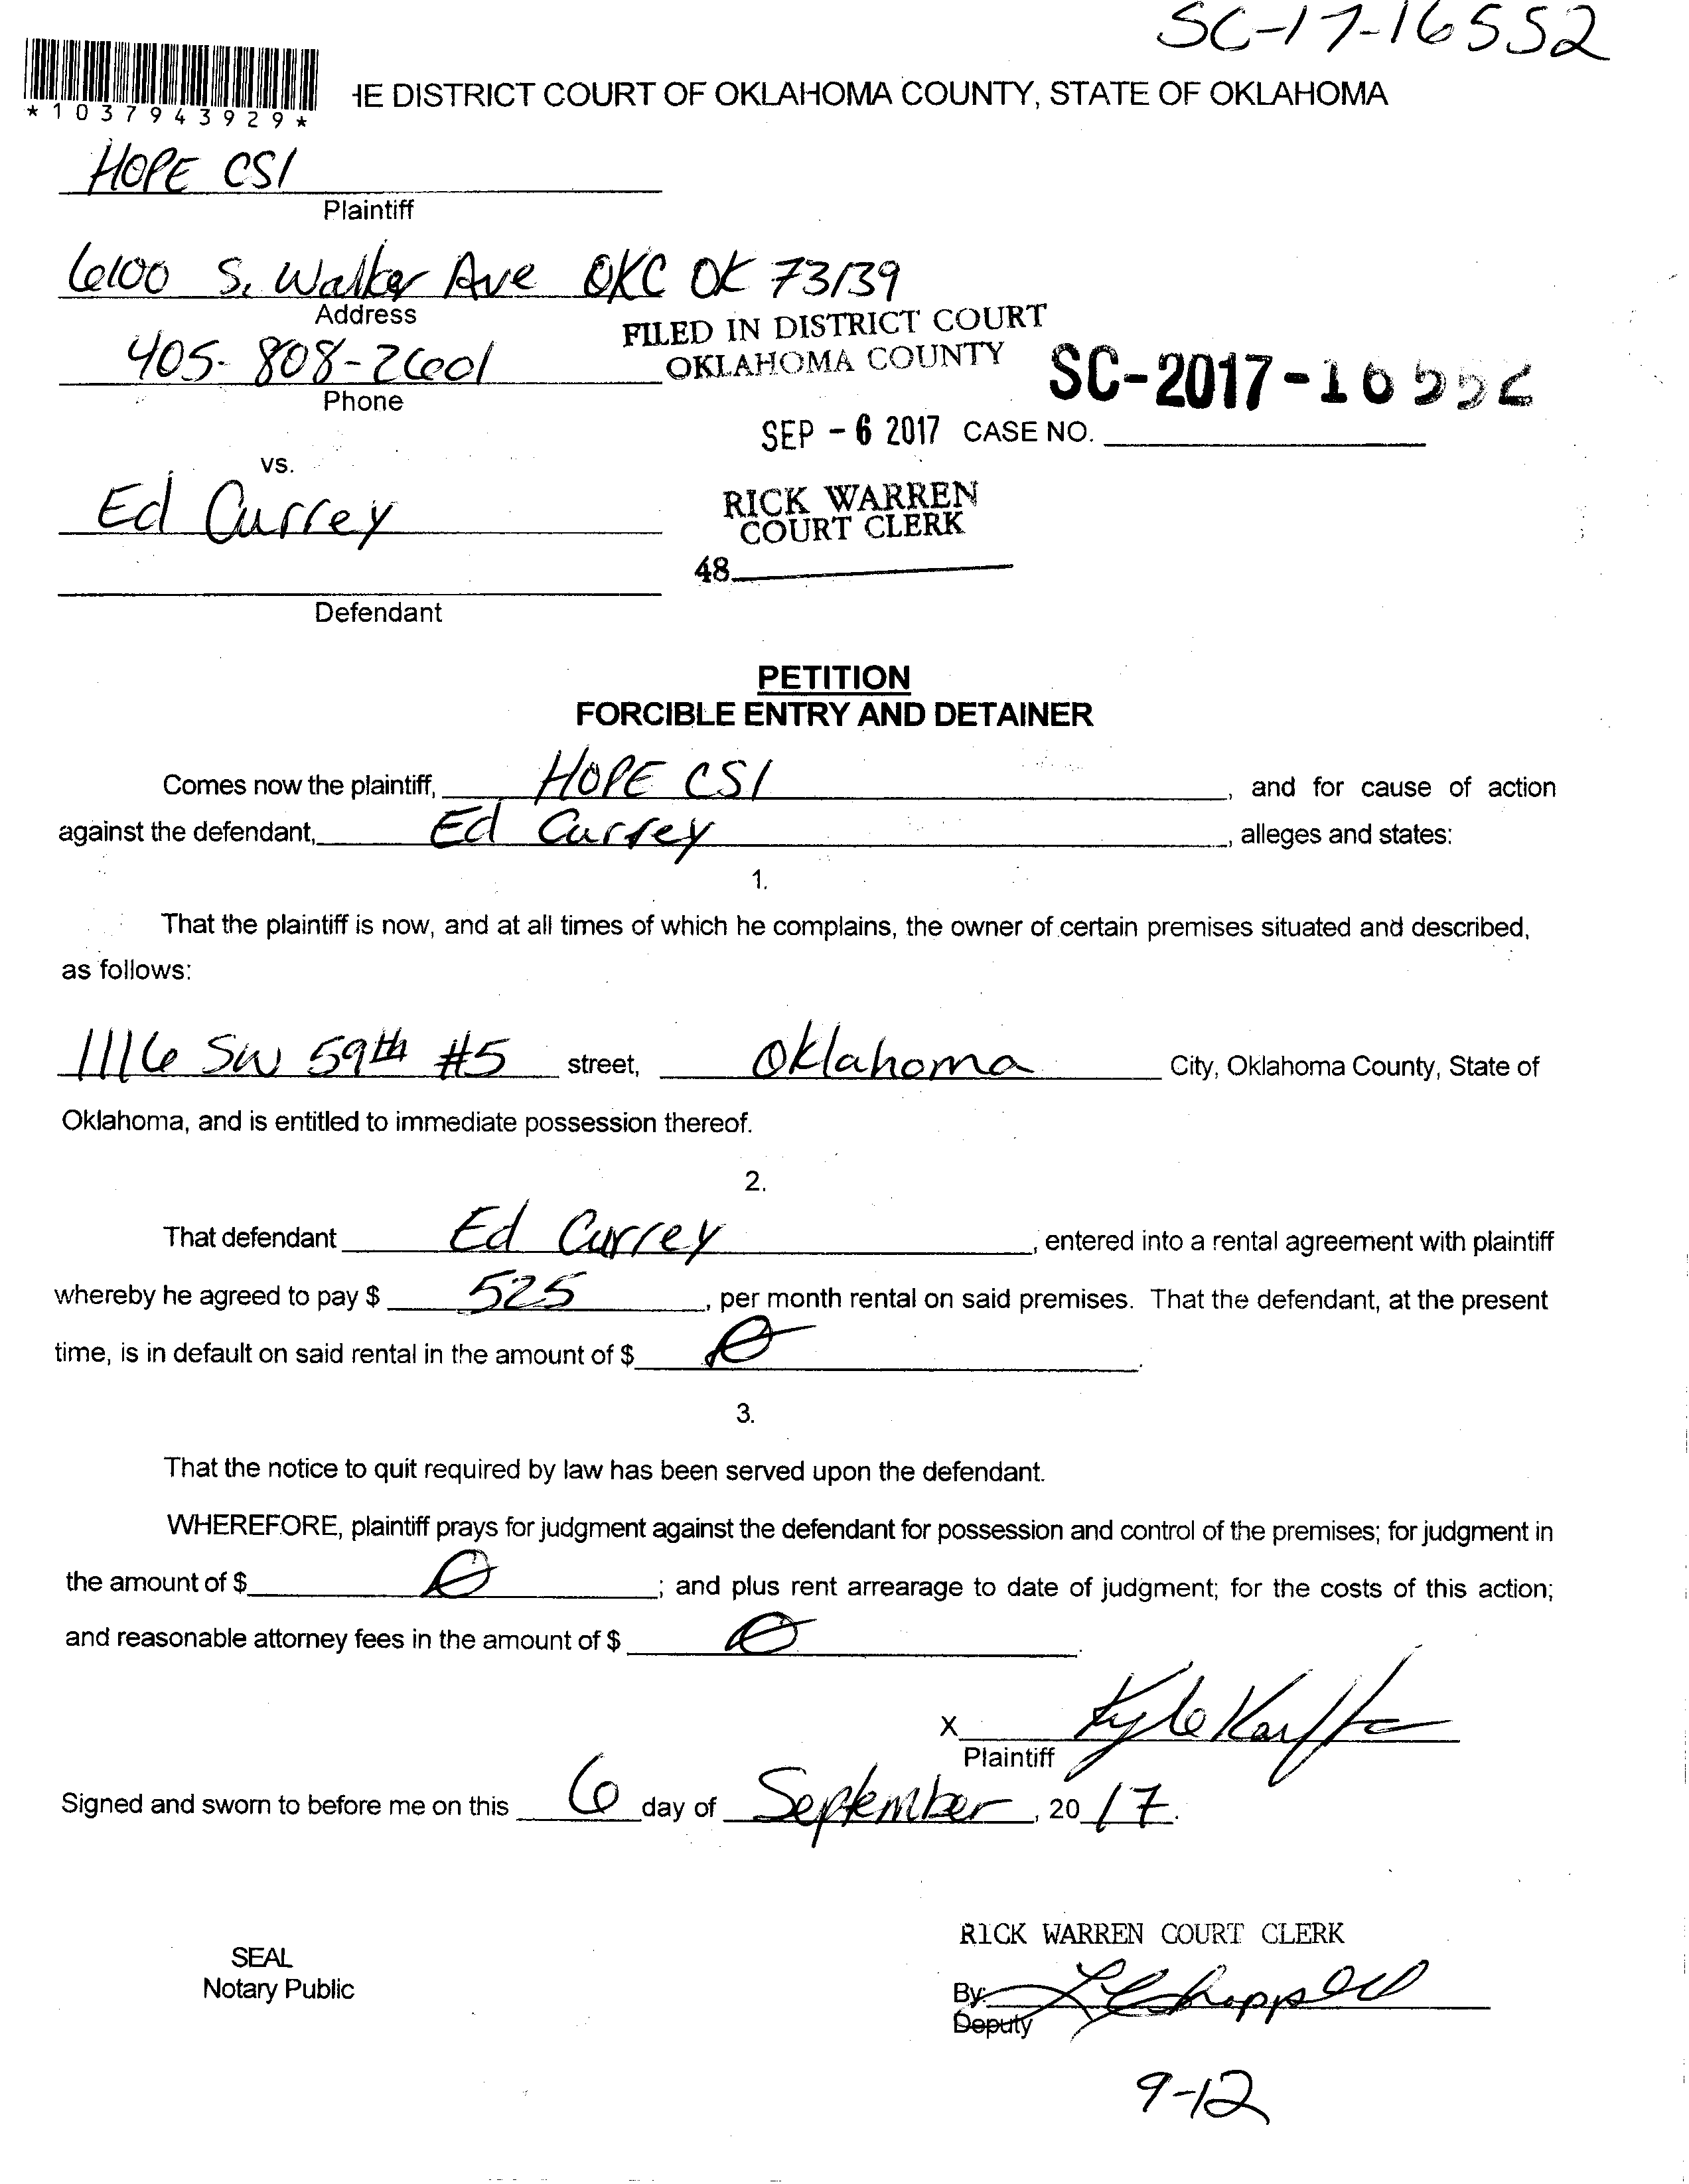 SC-17-16552
*1037943929*
HE DISTRICT COURT OF OKLAHOMA COUNTY, STATE OF OKLAHOMA
HOPE CSI
Plaintiff
6100 S. Walker Ave OKC OK 73139
Address
FILED IN DISTRICT COURT
OKLAHOMA COUNTY
405-808-2601
Phone
SC-2017-16552
SEP - 6 2017 CASE NO.
vs.
Ed Currey
RICK WARREN
COURT CLERK
48
Defendant
PETITION
FORCIBLE ENTRY AND DETAINER
Comes now the plaintiff, HOPE CSI, and for cause of action
against the defendant, Ed Currey, alleges and states:
1.
That the plaintiff is now, and at all times of which he complains, the owner of certain premises situated and described,
as follows:
1116 SW 59th #5 street, Oklahoma City, Oklahoma County, State of
Oklahoma, and is entitled to immediate possession thereof.
2.
That defendant Ed Currey, entered into a rental agreement with plaintiff
whereby he agreed to pay $ 525, per month rental on said premises. That the defendant, at the present
time, is in default on said rental in the amount of $ 0.
3.
That the notice to quit required by law has been served upon the defendant.
WHEREFORE, plaintiff prays for judgment against the defendant for possession and control of the premises; for judgment in
the amount of $ 0; and plus rent arrearage to date of judgment; for the costs of this action;
and reasonable attorney fees in the amount of $ 0.
X Kyle
Plaintiff
Signed and sworn to before me on this 6 day of September, 20 17.
RICK WARREN COURT CLERK
SEAL
Notary Public
By:
Deputy
9-12